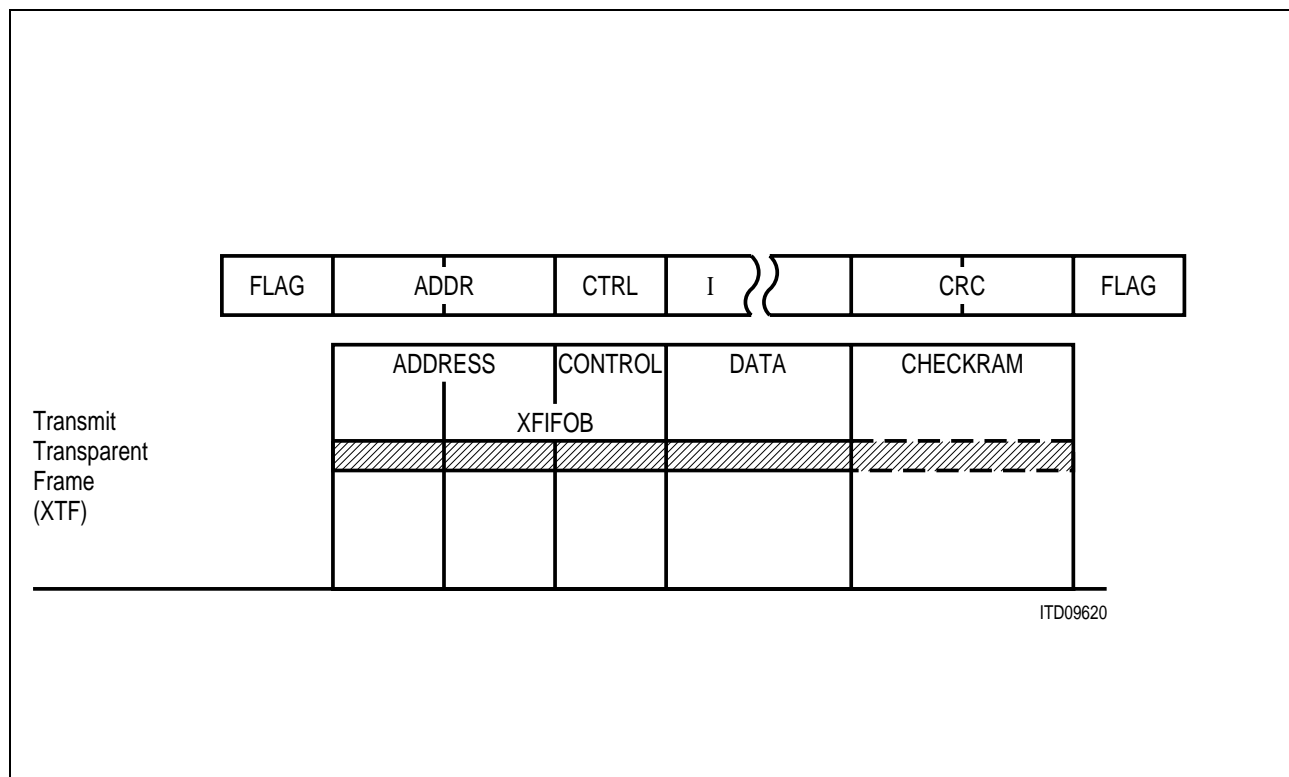 FLAG ADDR CTRL I CRC FLAG
ADDRESS CONTROL DATA CHECKRAM
XFIFOB
Transmit
Transparent
Frame
(XTF)
ITD09620